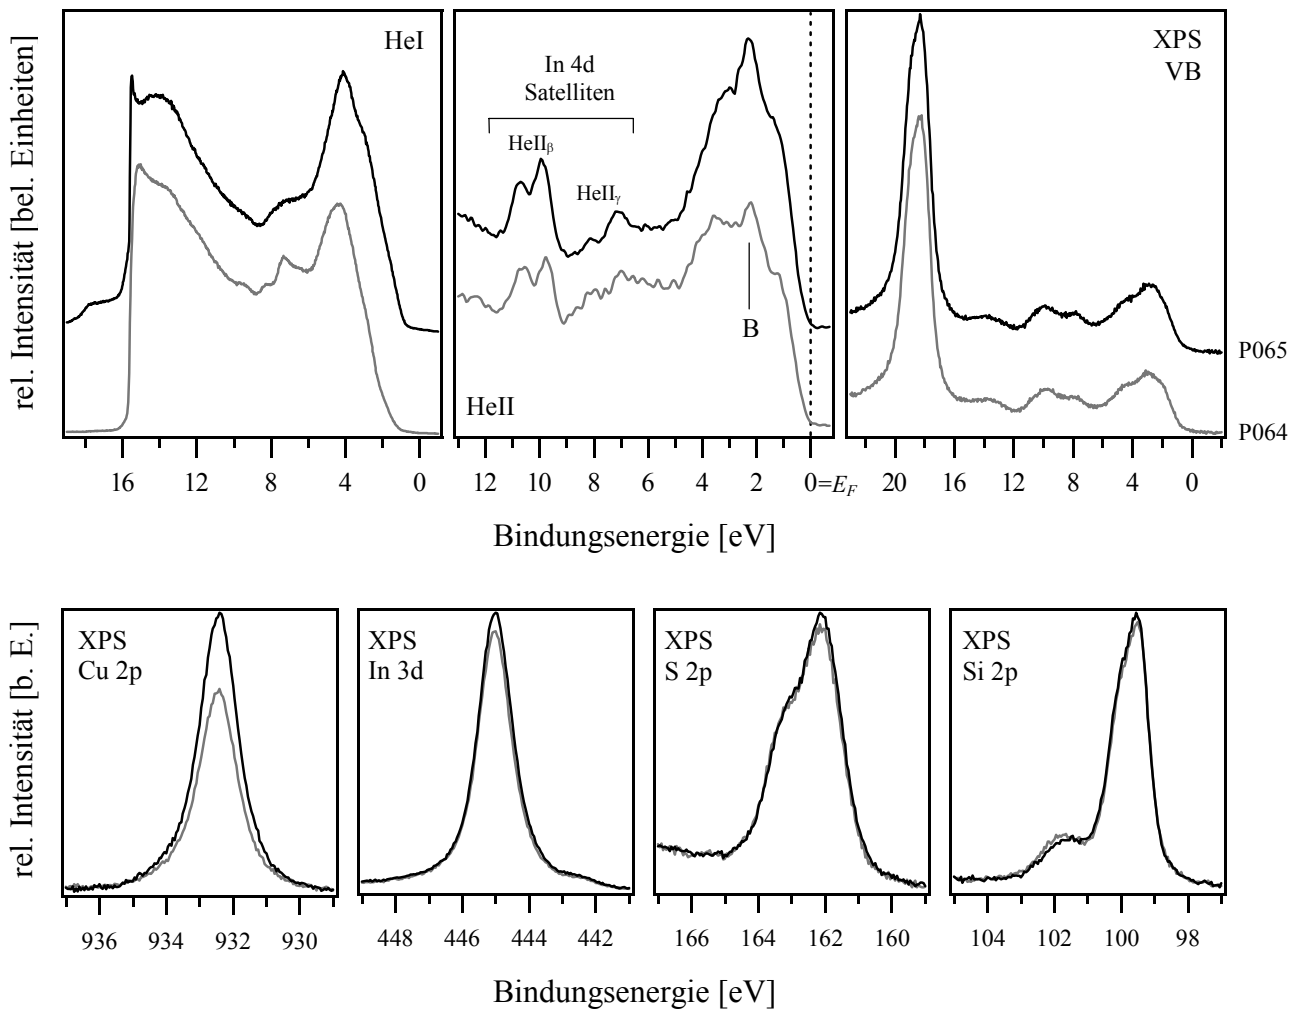 rel. Intensität [bel. Einheiten]
HeI
In 4d
Satelliten
HeIIβ
HeIIγ
B
HeII
XPS
VB
P065
P064
16 12 8 4 0
12 10 8 6 4 2 0=EF
20 16 12 8 4 0
Bindungsenergie [eV]
rel. Intensität [b. E.]
XPS
Cu 2p
XPS
In 3d
XPS
S 2p
XPS
Si 2p
936 934 932 930
448 446 444 442
166 164 162 160
104 102 100 98
Bindungsenergie [eV]